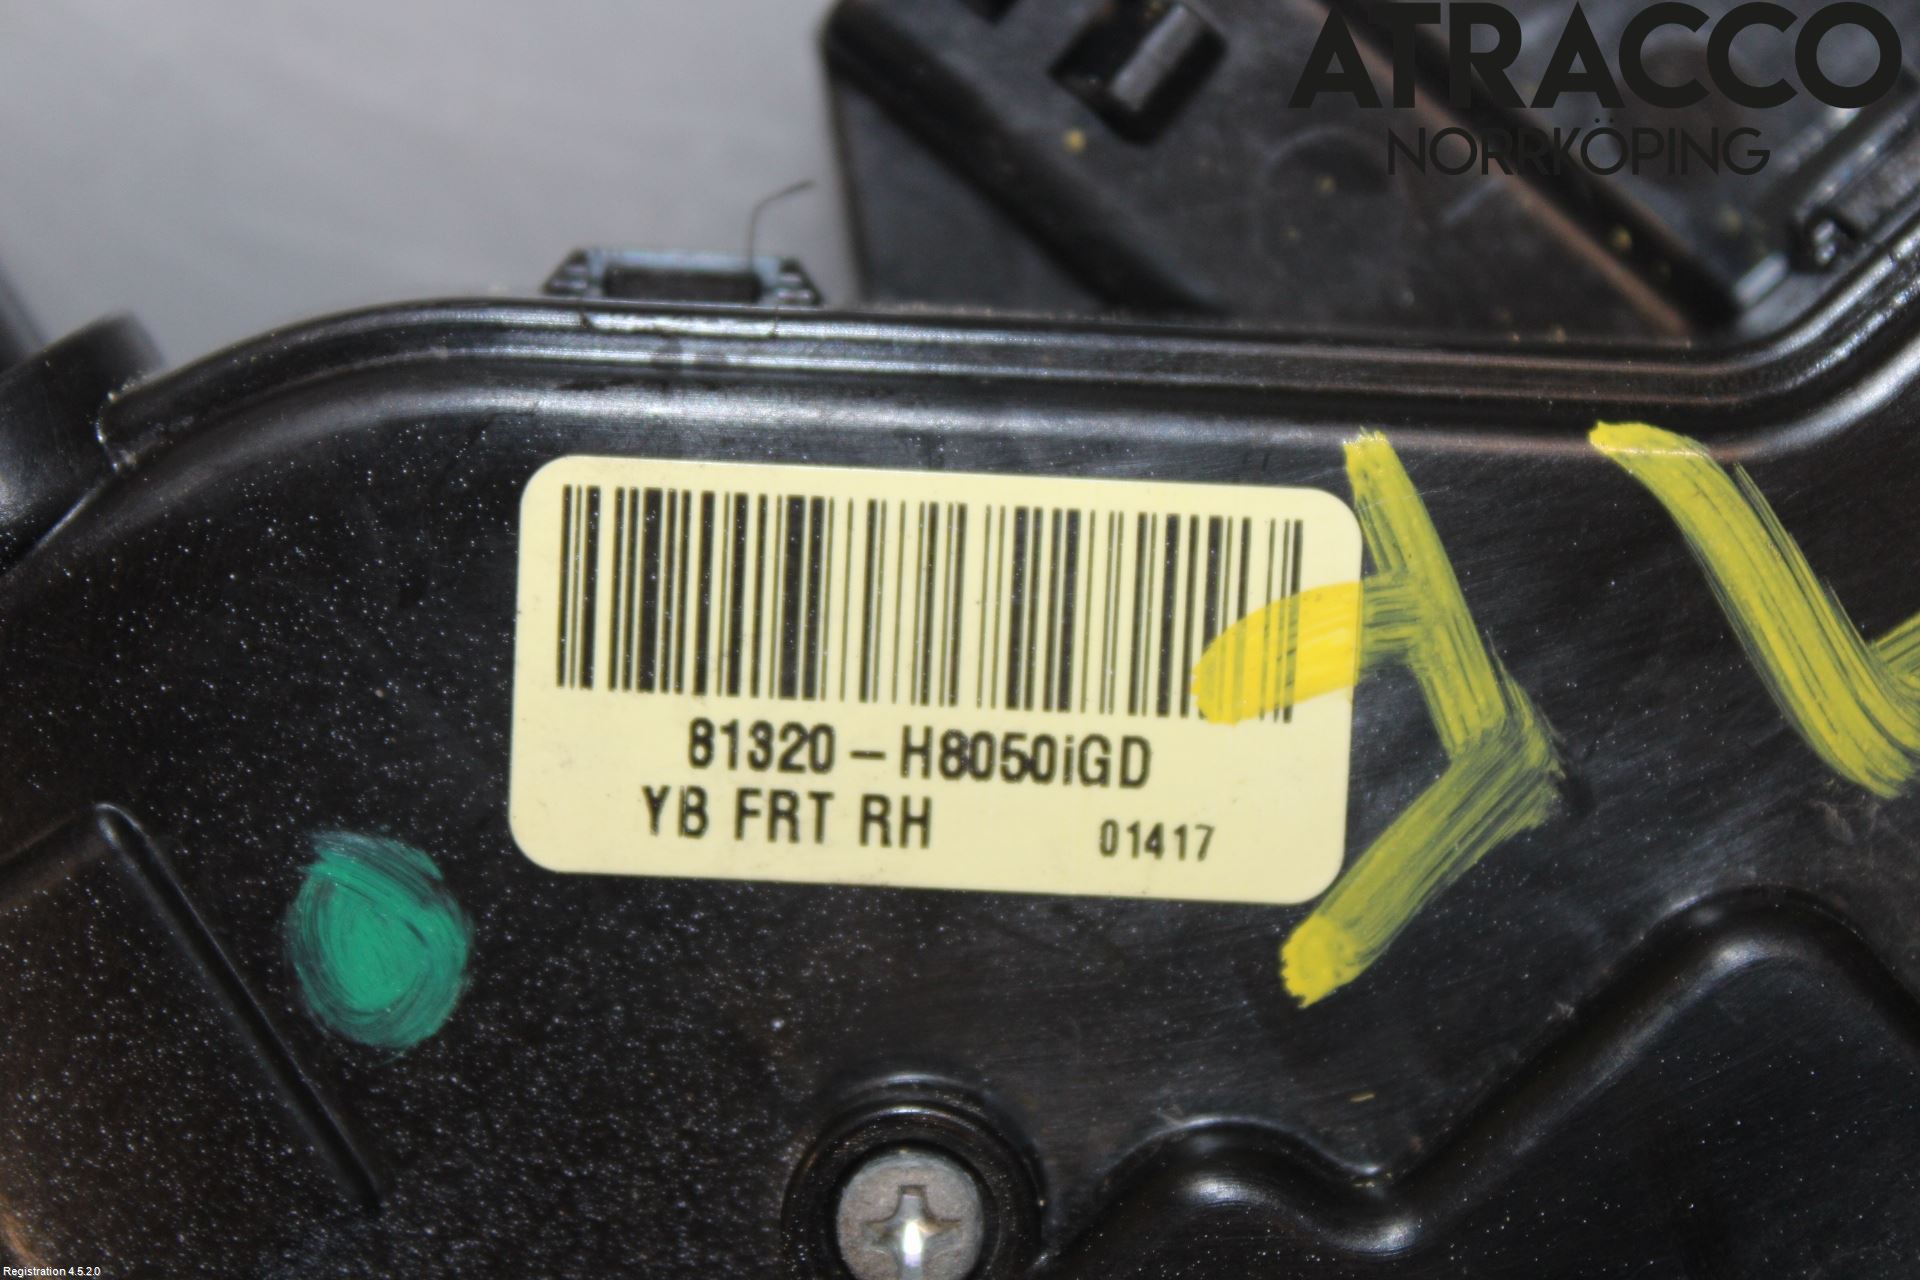 ATRACCO
NORRKÖPING
81320-H8050iGD
YB FRT RH 01417
Registration 4.5.2.0